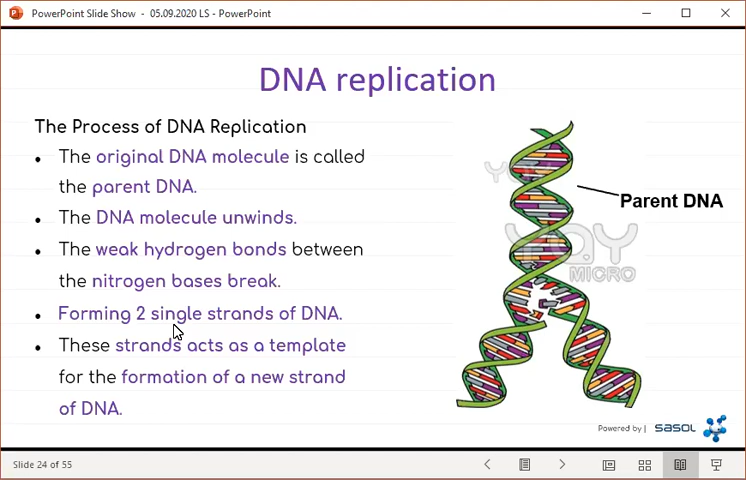 PowerPoint Slide Show - 05.09.2020 LS - PowerPoint
DNA replication
The Process of DNA Replication
• The original DNA molecule is called
the parent DNA.
• The DNA molecule unwinds.
• The weak hydrogen bonds between
the nitrogen bases break.
• Forming 2 single strands of DNA.
• These strands acts as a template
for the formation of a new strand
of DNA.
Parent DNA
MICRO
Powered by | sasol
Slide 24 of 55